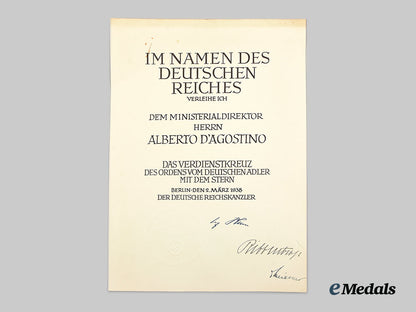 IM NAMEN DES
DEUTSCHEN
REICHES
VERLEIHE ICH
DEM MINISTERIALDIREKTOR
HERRN
ALBERTO D'AGOSTINO
DAS VERDIENSTKREUZ
DES ORDENS VOM DEUTSCHEN ADLER
MIT DEM STERN
BERLIN·DEN 2. MÄRZ 1938
DER DEUTSCHE REICHSKANZLER
eMedals